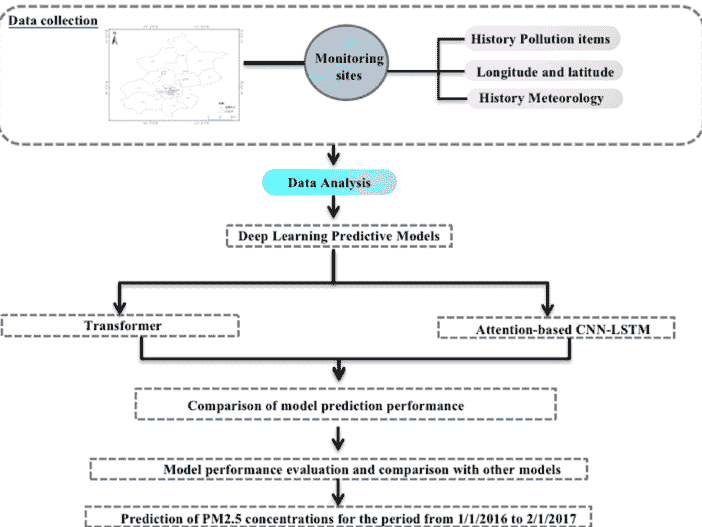 Data collection
Monitoring
sites
History Pollution items
Longitude and latitude
History Meteorology
Data Analysis
Deep Learning Predictive Models
Transformer
Attention-based CNN-LSTM
Comparison of model prediction performance
Model performance evaluation and comparison with other models
Prediction of PM2.5 concentrations for the period from 1/1/2016 to 2/1/2017